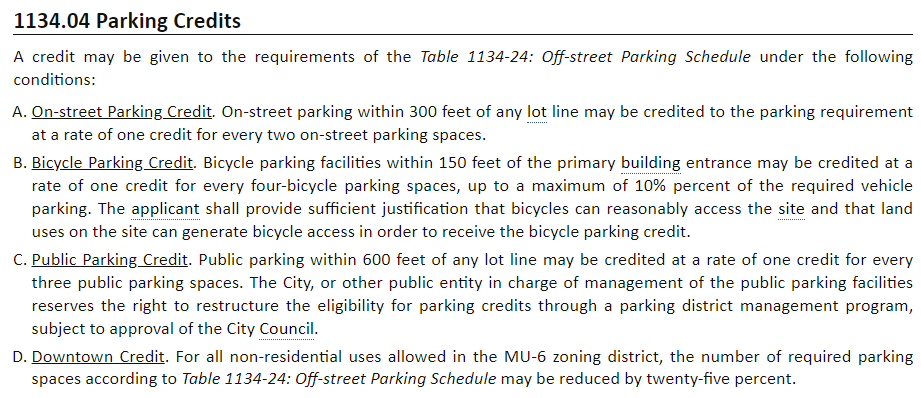 1134.04 Parking Credits
A credit may be given to the requirements of the Table 1134-24: Off-street Parking Schedule under the following
conditions:
A. On-street Parking Credit. On-street parking within 300 feet of any lot line may be credited to the parking requirement
at a rate of one credit for every two on-street parking spaces.
B. Bicycle Parking Credit. Bicycle parking facilities within 150 feet of the primary building entrance may be credited at a
rate of one credit for every four-bicycle parking spaces, up to a maximum of 10% percent of the required vehicle
parking. The applicant shall provide sufficient justification that bicycles can reasonably access the site and that land
uses on the site can generate bicycle access in order to receive the bicycle parking credit.
C. Public Parking Credit. Public parking within 600 feet of any lot line may be credited at a rate of one credit for every
three public parking spaces. The City, or other public entity in charge of management of the public parking facilities
reserves the right to restructure the eligibility for parking credits through a parking district management program,
subject to approval of the City Council.
D. Downtown Credit. For all non-residential uses allowed in the MU-6 zoning district, the number of required parking
spaces according to Table 1134-24: Off-street Parking Schedule may be reduced by twenty-five percent.